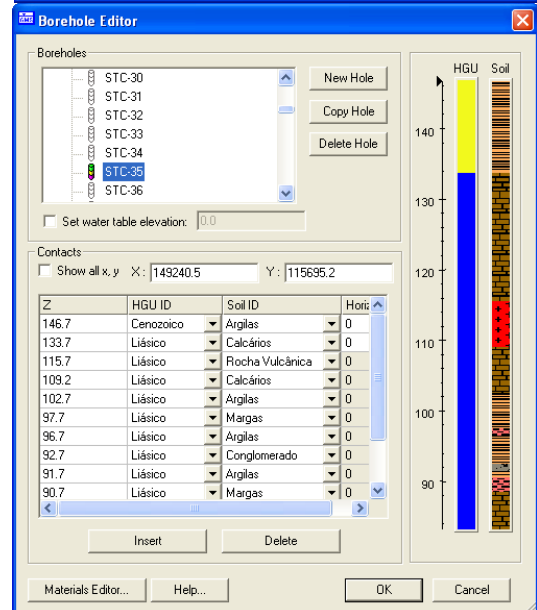 Borehole Editor
Boreholes
STC-30
STC-31
STC-32
STC-33
STC-34
STC-35
STC-36
New Hole
Copy Hole
Delete Hole
Set water table elevation: 0.0
Contacts
Show all x, y X: 149240.5 Y: 115695.2
Z HGU ID Soil ID Horiz
146.7 Cenozoico Argilas 0
133.7 Liásico Calcários 0
115.7 Liásico Rocha Vulcânica 0
109.2 Liásico Calcários 0
102.7 Liásico Argilas 0
97.7 Liásico Margas 0
96.7 Liásico Argilas 0
92.7 Liásico Conglomerado 0
91.7 Liásico Argilas 0
90.7 Liásico Margas 0
Insert Delete
Materials Editor... Help... OK Cancel
HGU Soil
140
130
120
110
100
90